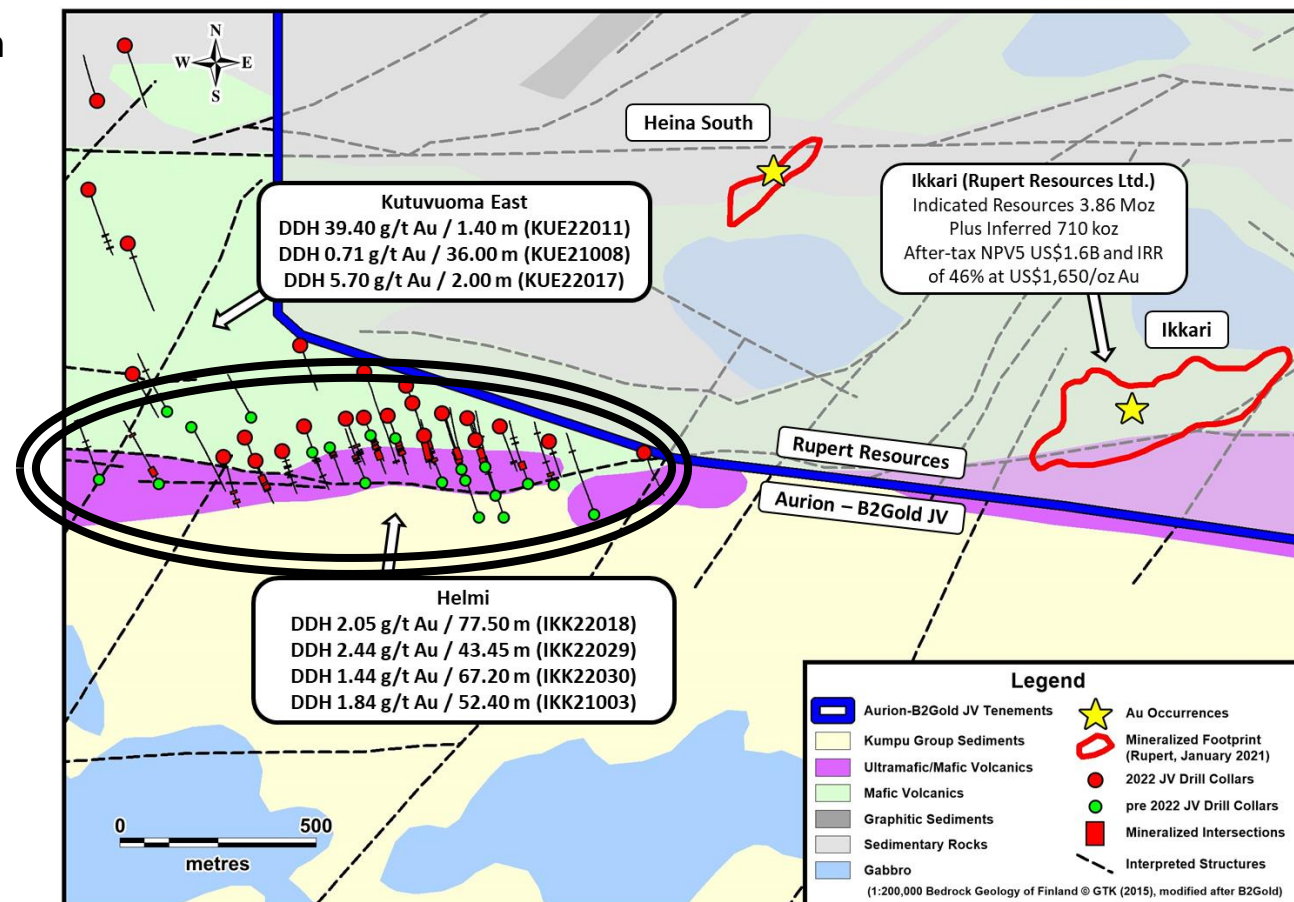 N
W E
S
Heina South
Kutuvuoma East
DDH 39.40 g/t Au / 1.40 m (KUE22011)
DDH 0.71 g/t Au / 36.00 m (KUE21008)
DDH 5.70 g/t Au / 2.00 m (KUE22017)
Ikkari (Rupert Resources Ltd.)
Indicated Resources 3.86 Moz
Plus Inferred 710 koz
After-tax NPV5 US$1.6B and IRR
of 46% at US$1,650/oz Au
Ikkari
Rupert Resources
Aurion – B2Gold JV
Helmi
DDH 2.05 g/t Au / 77.50 m (IKK22018)
DDH 2.44 g/t Au / 43.45 m (IKK22029)
DDH 1.44 g/t Au / 67.20 m (IKK22030)
DDH 1.84 g/t Au / 52.40 m (IKK21003)
0 500
metres
Legend
Aurion-B2Gold JV Tenements
Kumpu Group Sediments
Ultramafic/Mafic Volcanics
Mafic Volcanics
Graphitic Sediments
Sedimentary Rocks
Gabbro
Au Occurrences
Mineralized Footprint
(Rupert, January 2021)
2022 JV Drill Collars
pre 2022 JV Drill Collars
Mineralized Intersections
Interpreted Structures
(1:200,000 Bedrock Geology of Finland © GTK (2015), modified after B2Gold)